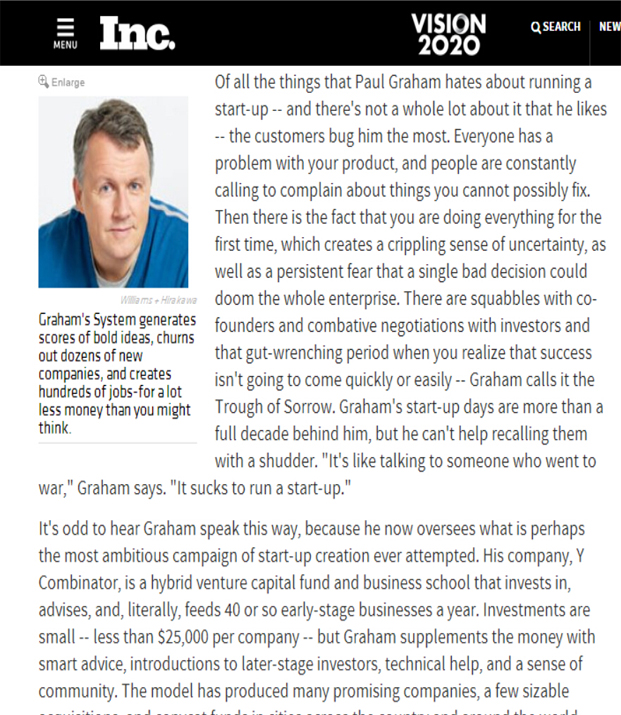 MENU
Inc.
VISION
2020
SEARCH
NEW
Enlarge
Williams + Hirakawa
Graham's System generates
scores of bold ideas, churns
out dozens of new
companies, and creates
hundreds of jobs-for a lot
less money than you might
think.
Of all the things that Paul Graham hates about running a
start-up -- and there's not a whole lot about it that he likes
-- the customers bug him the most. Everyone has a
problem with your product, and people are constantly
calling to complain about things you cannot possibly fix.
Then there is the fact that you are doing everything for the
first time, which creates a crippling sense of uncertainty, as
well as a persistent fear that a single bad decision could
doom the whole enterprise. There are squabbles with co-
founders and combative negotiations with investors and
that gut-wrenching period when you realize that success
isn't going to come quickly or easily -- Graham calls it the
Trough of Sorrow. Graham's start-up days are more than a
full decade behind him, but he can't help recalling them
with a shudder. "It's like talking to someone who went to
war," Graham says. "It sucks to run a start-up."
It's odd to hear Graham speak this way, because he now oversees what is perhaps
the most ambitious campaign of start-up creation ever attempted. His company, Y
Combinator, is a hybrid venture capital fund and business school that invests in,
advises, and, literally, feeds 40 or so early-stage businesses a year. Investments are
small -- less than $25,000 per company -- but Graham supplements the money with
smart advice, introductions to later-stage investors, technical help, and a sense of
community. The model has produced many promising companies, a few sizable